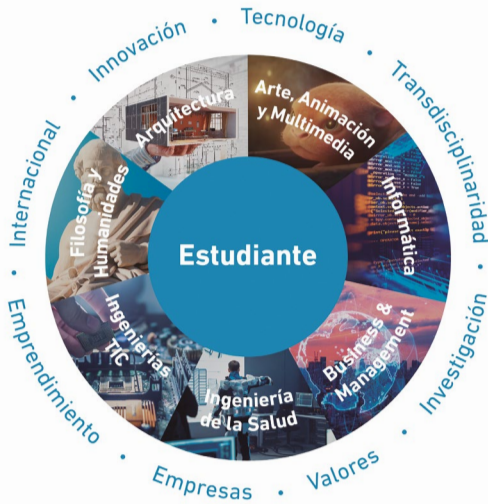 Tecnología
Transdisciplinaridad
Investigación
Valores
Empresas
Emprendimiento
Internacional
Innovación
Arquitectura
Arte, Animación
y Multimedia
Informática
Business &
Management
Ingeniería
de la Salud
Ingenierías
TIC
Filosofía y
Humanidades
Estudiante